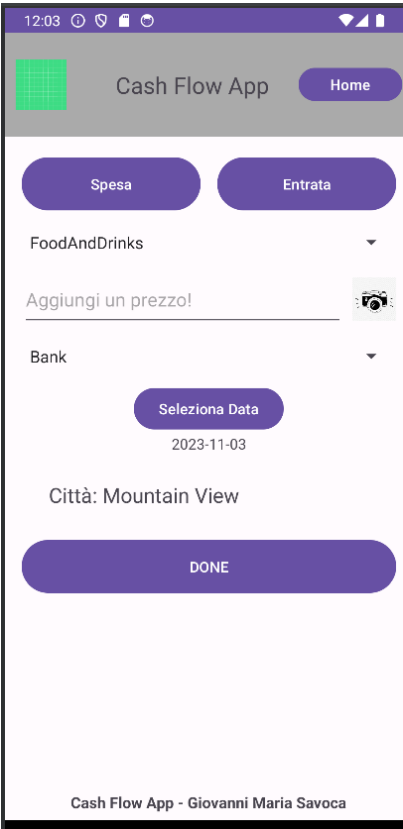 12:03
Cash Flow App Home
Spesa Entrata
FoodAndDrinks
Aggiungi un prezzo!
Bank
Seleziona Data
2023-11-03
Città: Mountain View
DONE
Cash Flow App - Giovanni Maria Savoca